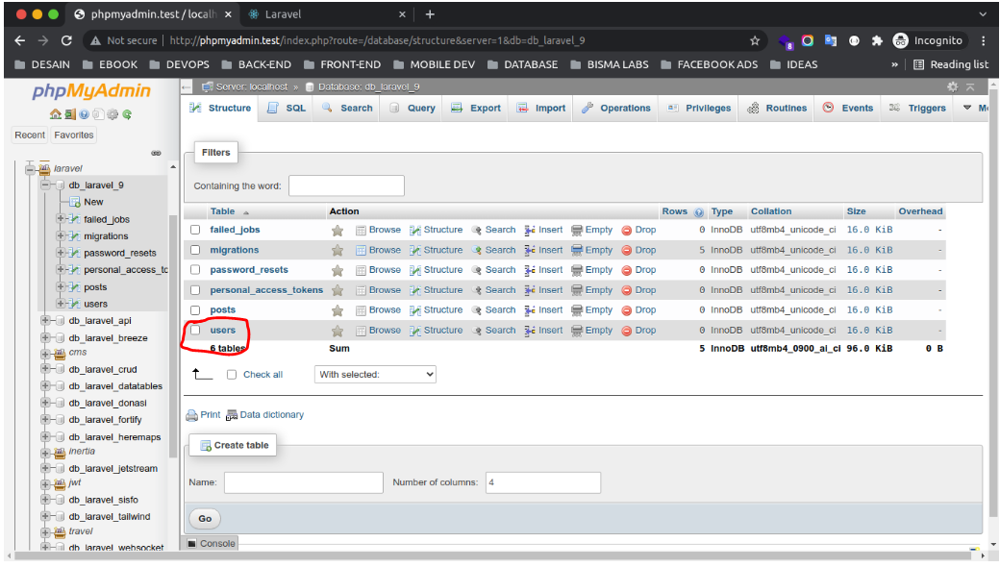 phpmyadmin.test / localh
Laravel
Not secure | http://phpmyadmin.test/index.php?route=/database/structure&server=1&db=db_laravel_9
Incognito
DESAIN EBOOK DEVOPS BACK-END FRONT-END MOBILE DEV DATABASE BISMA LABS FACEBOOK ADS IDEAS » Reading list
phpMyAdmin
Recent Favorites
laravel
db_laravel_9
New
failed_jobs
migrations
password_resets
personal_access_tc
posts
users
db_laravel_api
db_laravel_breeze
cms
db_laravel_crud
db_laravel_datatables
db_laravel_donasi
db_laravel_fortify
db_laravel_heremaps
inertia
db_laravel_jetstream
jwt
db_laravel_sisfo
db_laravel_tailwind
travel
db_laravel_websocket
Server: localhost » Database: db_laravel_9
Structure SQL Search Query Export Import Operations Privileges Routines Events Triggers M
Filters
Containing the word:
Table Action Rows Type Collation Size Overhead
failed_jobs Browse Structure Search Insert Empty Drop 0 InnoDB utf8mb4_unicode_ci 16.0 KiB -
migrations Browse Structure Search Insert Empty Drop 5 InnoDB utf8mb4_unicode_ci 16.0 KiB -
password_resets Browse Structure Search Insert Empty Drop 0 InnoDB utf8mb4_unicode_ci 16.0 KiB -
personal_access_tokens Browse Structure Search Insert Empty Drop 0 InnoDB utf8mb4_unicode_ci 16.0 KiB -
posts Browse Structure Search Insert Empty Drop 0 InnoDB utf8mb4_unicode_ci 16.0 KiB -
users Browse Structure Search Insert Empty Drop 0 InnoDB utf8mb4_unicode_ci 16.0 KiB -
6 tables Sum 5 InnoDB utf8mb4_0900_ai_ci 96.0 KiB 0 B
Check all With selected:
Print Data dictionary
Create table
Name: Number of columns: 4
Go
Console